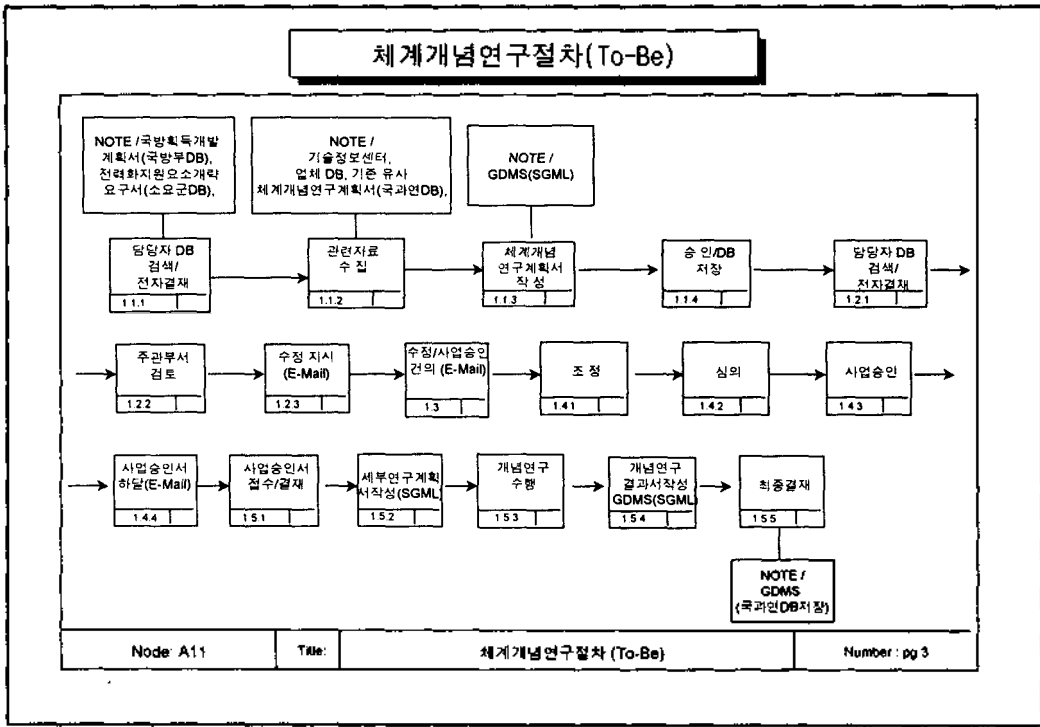 체계개념연구절차(To-Be)
NOTE /국방획득개발
계획서(국방부DB),
전력화지원요소개략
요구서(소요군DB),
NOTE /
기술정보센터,
업체 DB, 기존 유사
체계개념연구계획서(국과연DB),
NOTE /
GDMS(SGML)
담당자 DB
검색/
전자결재
1.1.1
관련자료
수 집
1.1.2
체계개념
연구계획서
작 성
1.1.3
승 인/DB
저장
1.1.4
담당자 DB
검색/
전자결재
1.2.1
주관부서
검토
1.2.2
수정 지시
(E-Mail)
1.2.3
수정/사업승인
건의 (E-Mail)
1.3
조 정
1.4.1
심의
1.4.2
사업승인
1.4.3
사업승인서
하달(E-Mail)
1.4.4
사업승인서
접수/결재
1.5.1
세부연구계획
서작성(SGML)
1.5.2
개념연구
수행
1.5.3
개념연구
결과서작성
GDMS(SGML)
1.5.4
최종결재
1.5.5
NOTE /
GDMS
(국과연DB저장)
Node: A11
Title:
체계개념연구절차 (To-Be)
Number : pg 3